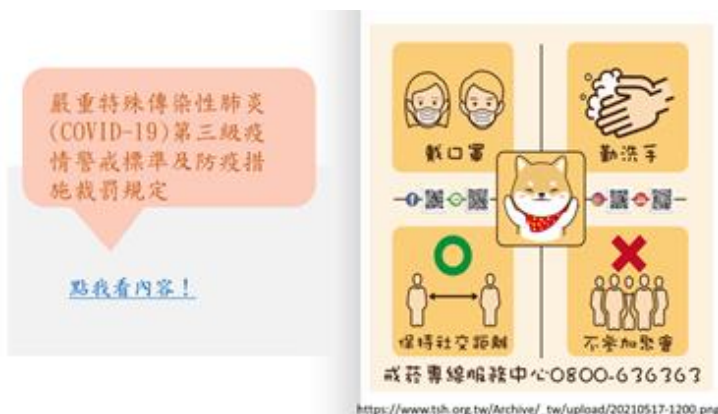 嚴重特殊傳染性肺炎
(COVID-19)第三級疫
情警戒標準及防疫措
施裁罰規定
點我看內容！
戴口罩
勤洗手
保持社交距離
不參加聚會
戒菸專線服務中心0800-636363
https://www.tsh.org.tw/Archive/_tw/upload/20210517-1200.png